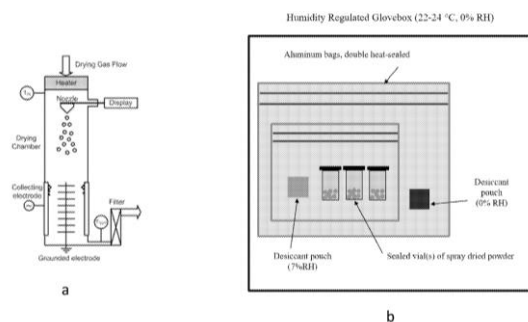 Drying Gas Flow
Heater
Nozzle
Display
Drying
Chamber
Collecting
electrode
Filter
Grounded electrode
a
Humidity Regulated Glovebox (22-24 °C, 0% RH)
Aluminum bags, double heat-sealed
Desiccant
pouch
(0% RH)
Desiccant pouch
(7%RH)
Sealed vial(s) of spray dried powder
b